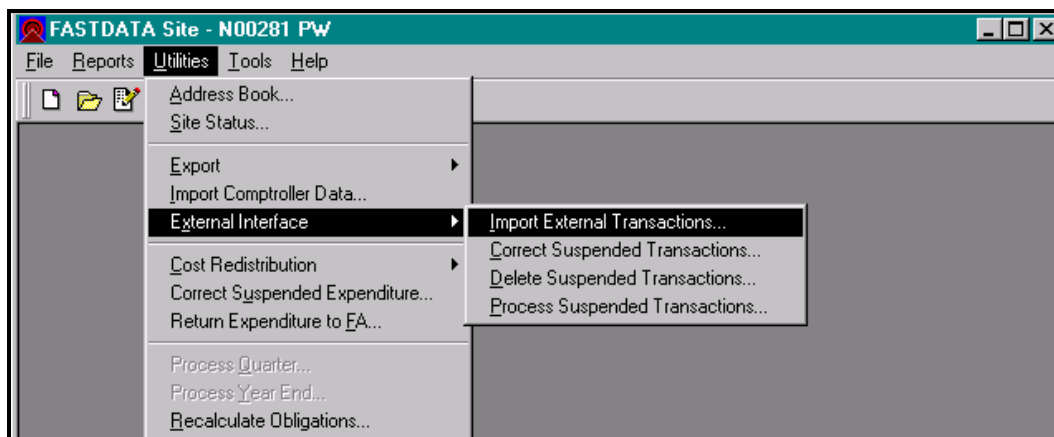 FASTDATA Site - N00281 PW
File Reports Utilities Tools Help
Address Book...
Site Status...
Export
Import Comptroller Data...
External Interface
Import External Transactions...
Correct Suspended Transactions...
Delete Suspended Transactions...
Process Suspended Transactions...
Cost Redistribution
Correct Suspended Expenditure...
Return Expenditure to FA...
Process Quarter...
Process Year End...
Recalculate Obligations...